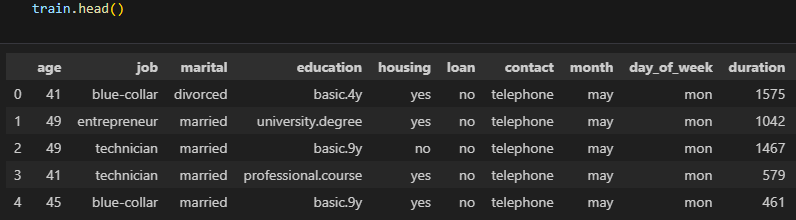 train.head()
age job marital education housing loan contact month day_of_week duration
0 41 blue-collar divorced basic.4y yes no telephone may mon 1575
1 49 entrepreneur married university.degree yes no telephone may mon 1042
2 49 technician married basic.9y no no telephone may mon 1467
3 41 technician married professional.course yes no telephone may mon 579
4 45 blue-collar married basic.9y yes no telephone may mon 461